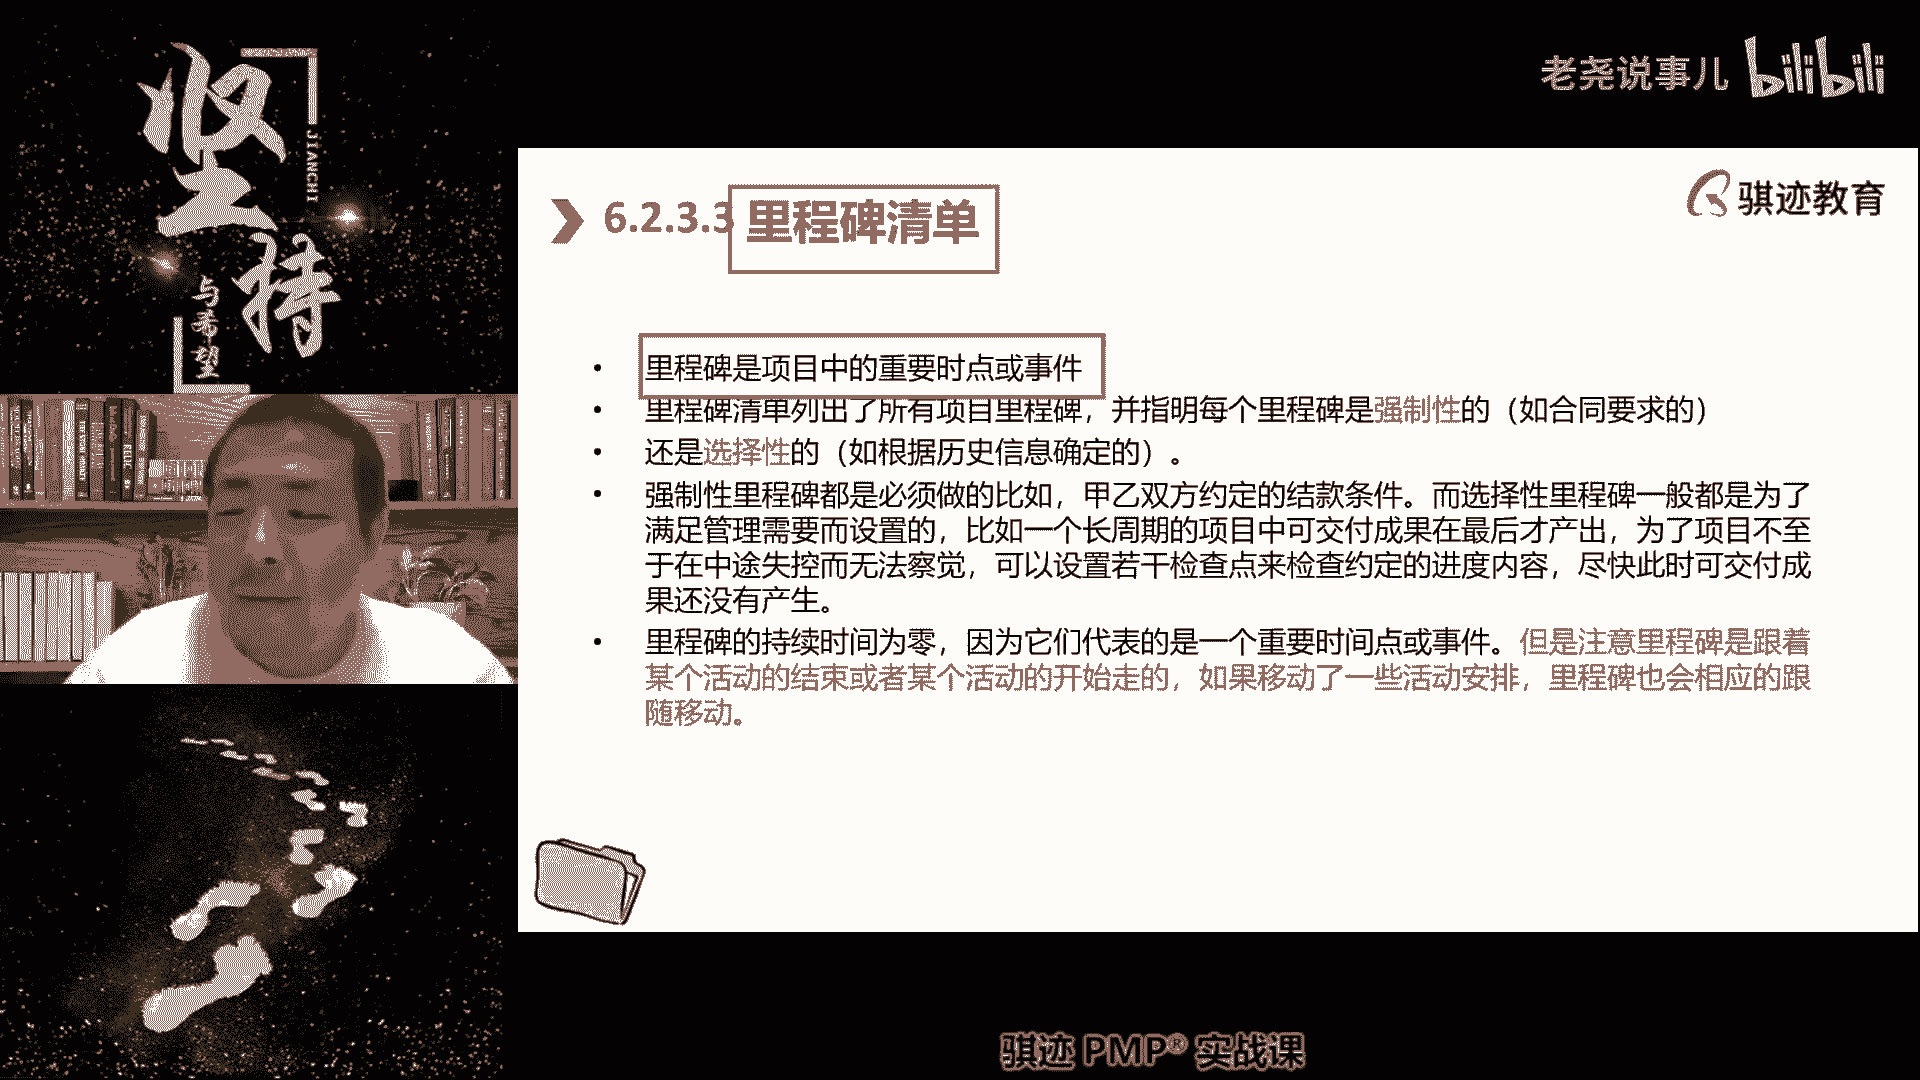 坚持
JIANCHI
与希望
老尧说事儿 bilibili
骐迹教育
6.2.3.3 里程碑清单
• 里程碑是项目中的重要时点或事件
• 里程碑清单列出了所有项目里程碑，并指明每个里程碑是强制性的（如合同要求的）
• 还是选择性的（如根据历史信息确定的）。
• 强制性里程碑都是必须做的比如，甲乙双方约定的结款条件。而选择性里程碑一般都是为了
满足管理需要而设置的，比如一个长周期的项目中可交付成果在最后才产出，为了项目不至
于在中途失控而无法察觉，可以设置若干检查点来检查约定的进度内容，尽快此时可交付成
果还没有产生。
• 里程碑的持续时间为零，因为它们代表的是一个重要时间点或事件。但是注意里程碑是跟着
某个活动的结束或者某个活动的开始走的，如果移动了一些活动安排，里程碑也会相应的跟
随移动。
骐迹 PMP® 实战课